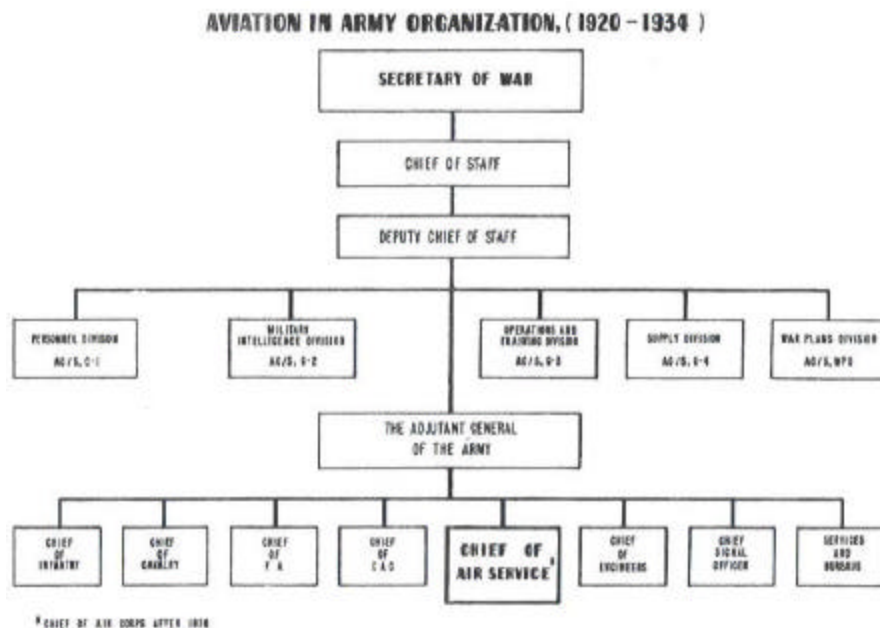 AVIATION IN ARMY ORGANIZATION, (1920-1934)
SECRETARY OF WAR
CHIEF OF STAFF
DEPUTY CHIEF OF STAFF
PERSONNEL DIVISION
AC/S, G-1
MILITARY
INTELLIGENCE DIVISION
AC/S, G-2
OPERATIONS AND
TRAINING DIVISION
AC/S, G-3
SUPPLY DIVISION
AC/S, G-4
WAR PLANS DIVISION
AC/S, WPD
THE ADJUTANT GENERAL
OF THE ARMY
CHIEF
OF
INFANTRY
CHIEF
OF
CAVALRY
CHIEF
OF
F A
CHIEF
OF
C A C
CHIEF OF
AIR SERVICE*
CHIEF
OF
ENGINEERS
CHIEF
SIGNAL
OFFICER
SERVICES
AND
BUREAUS
* CHIEF OF AIR CORPS AFTER